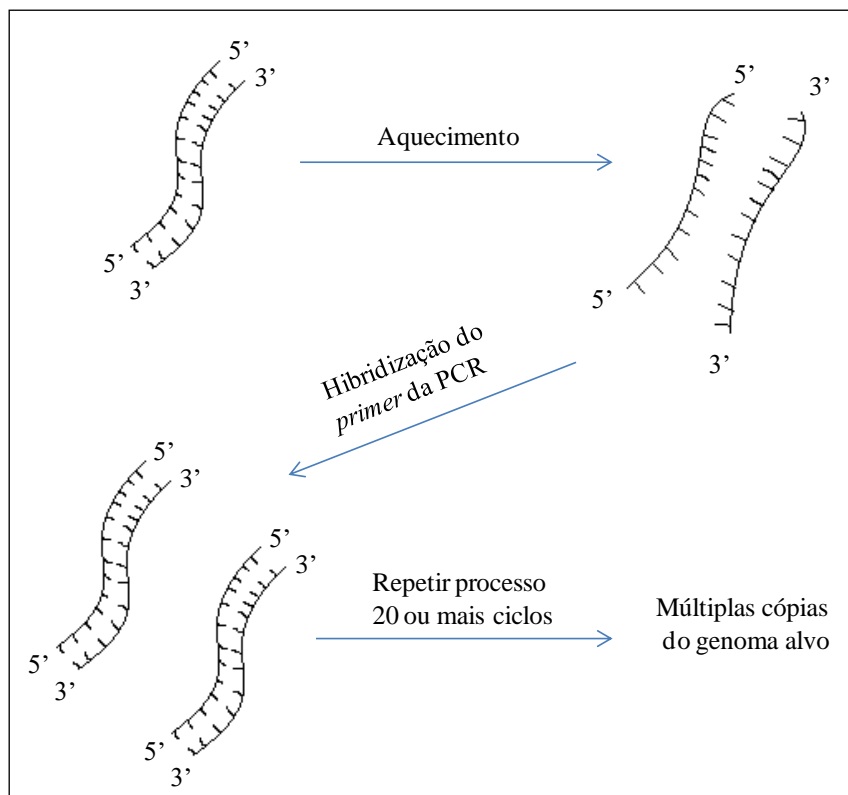 5’
3’
5’
3’
Aquecimento
5’
3’
5’
3’
Hibridização do
primer da PCR
5’
3’
5’
3’
5’
3’
5’
3’
Repetir processo
20 ou mais ciclos
Múltiplas cópias
do genoma alvo